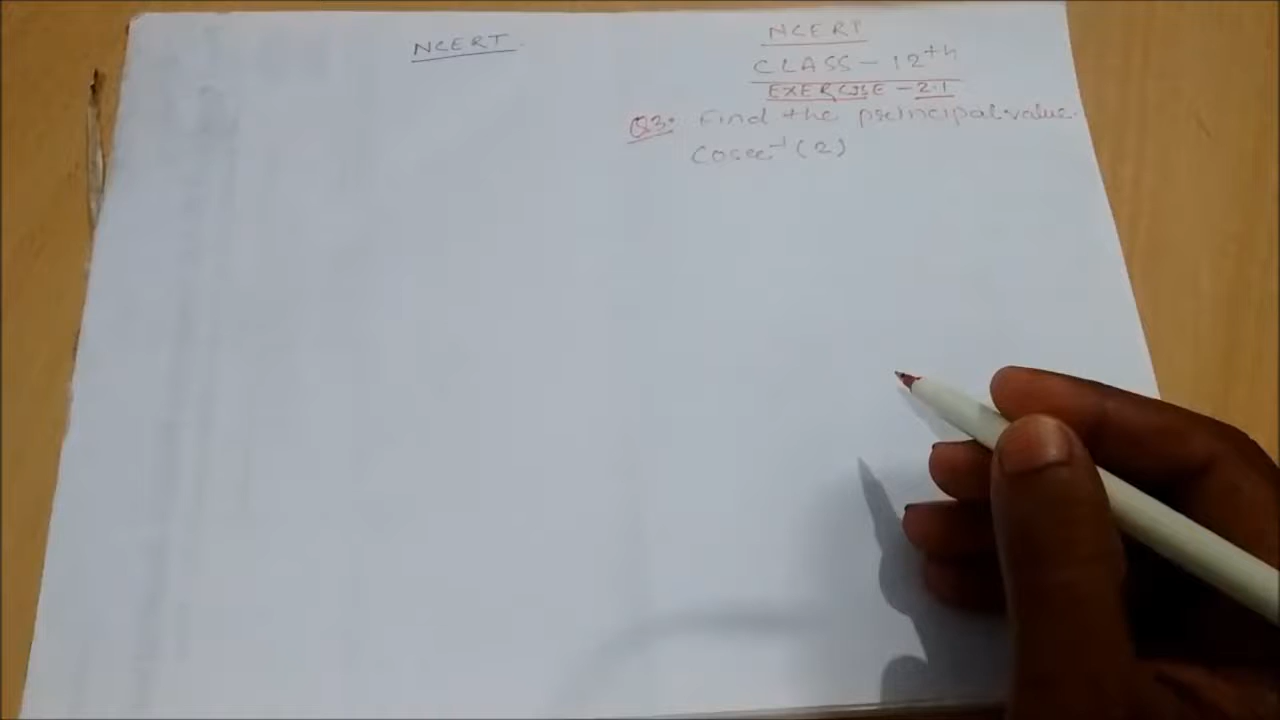 NCERT
NCERT
CLASS - 12th
EXERCISE - 2.1
Q3. Find the principal value.
Cosec⁻¹(2)